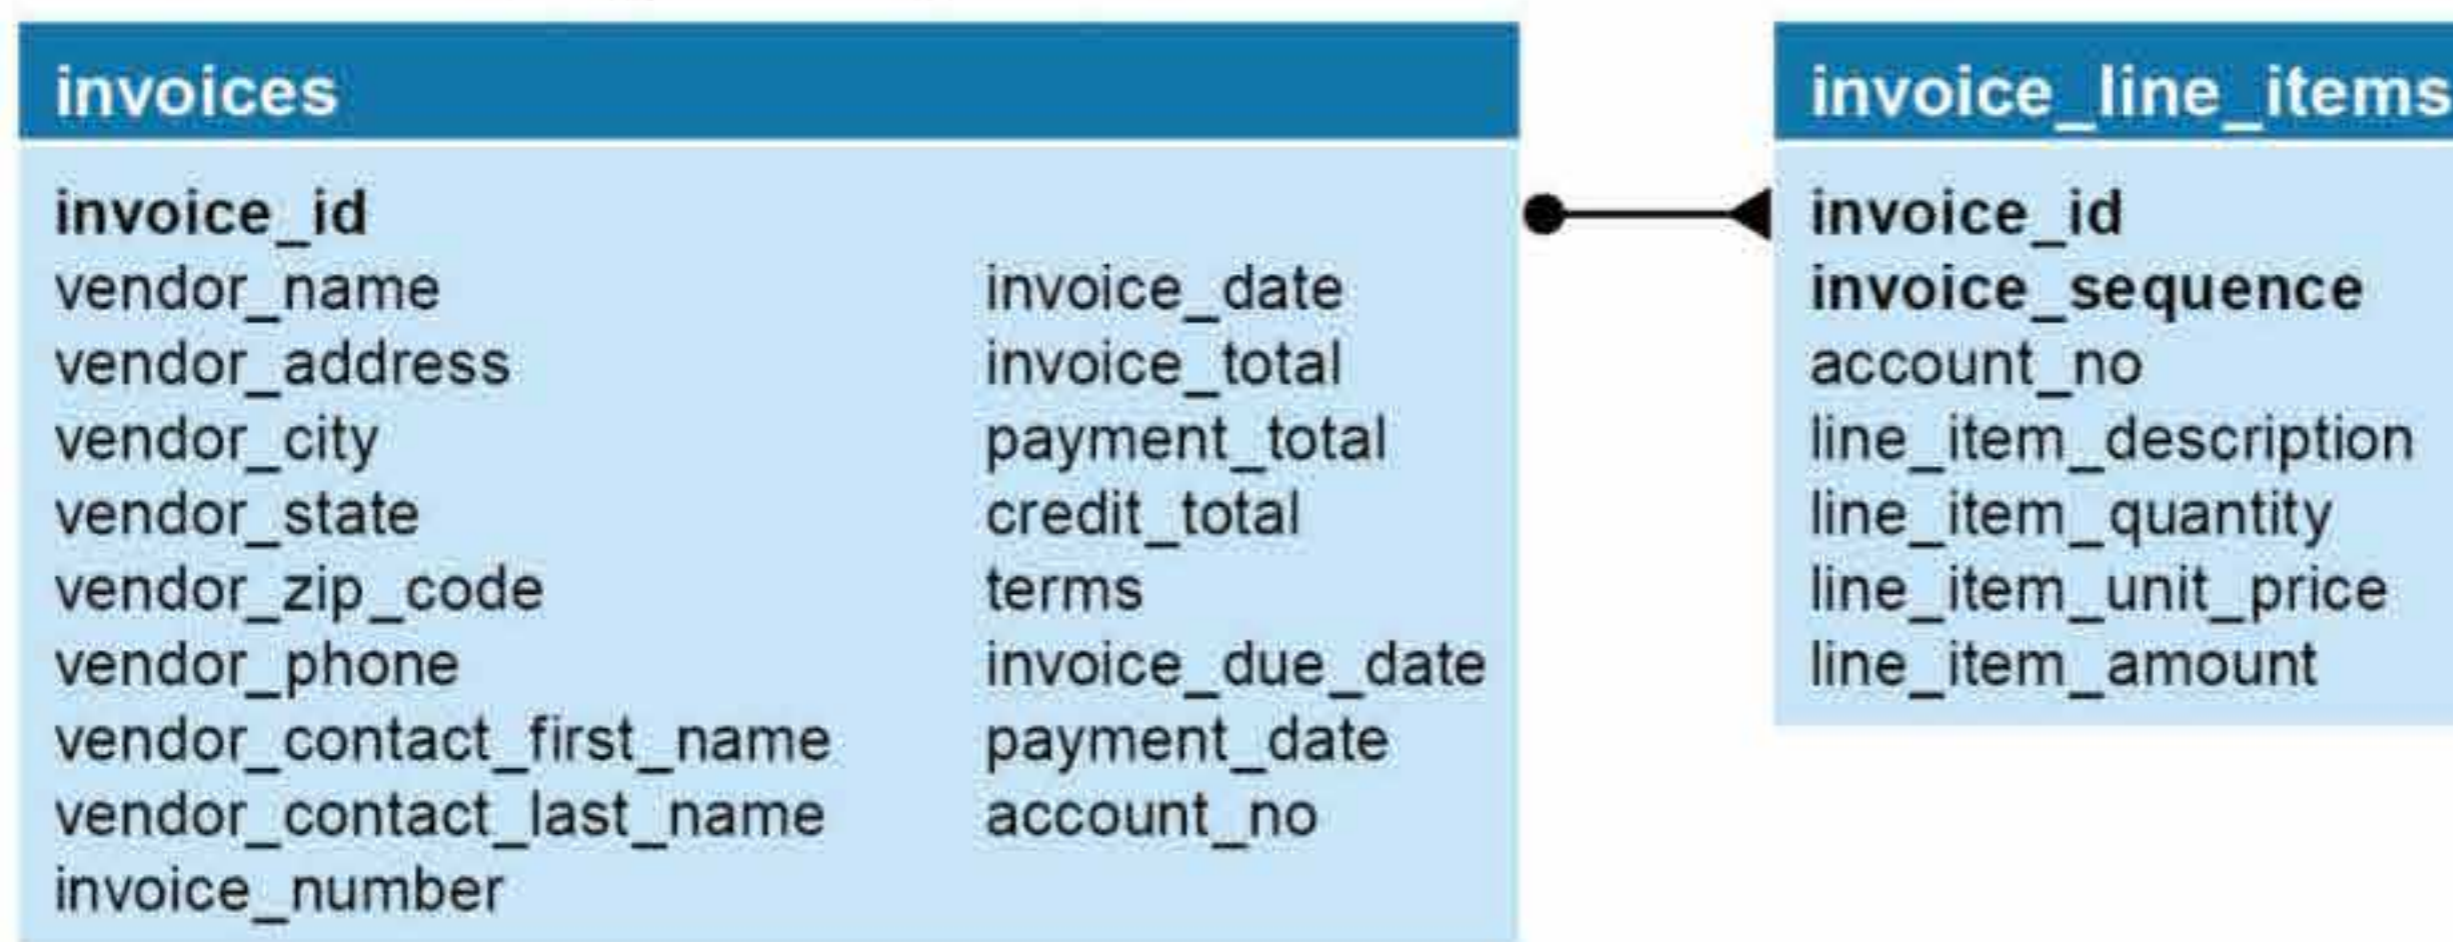 invoices
invoice_id
vendor_name
vendor_address
vendor_city
vendor_state
vendor_zip_code
vendor_phone
vendor_contact_first_name
vendor_contact_last_name
invoice_number
invoice_date
invoice_total
payment_total
credit_total
terms
invoice_due_date
payment_date
account_no
invoice_line_items
invoice_id
invoice_sequence
account_no
line_item_description
line_item_quantity
line_item_unit_price
line_item_amount